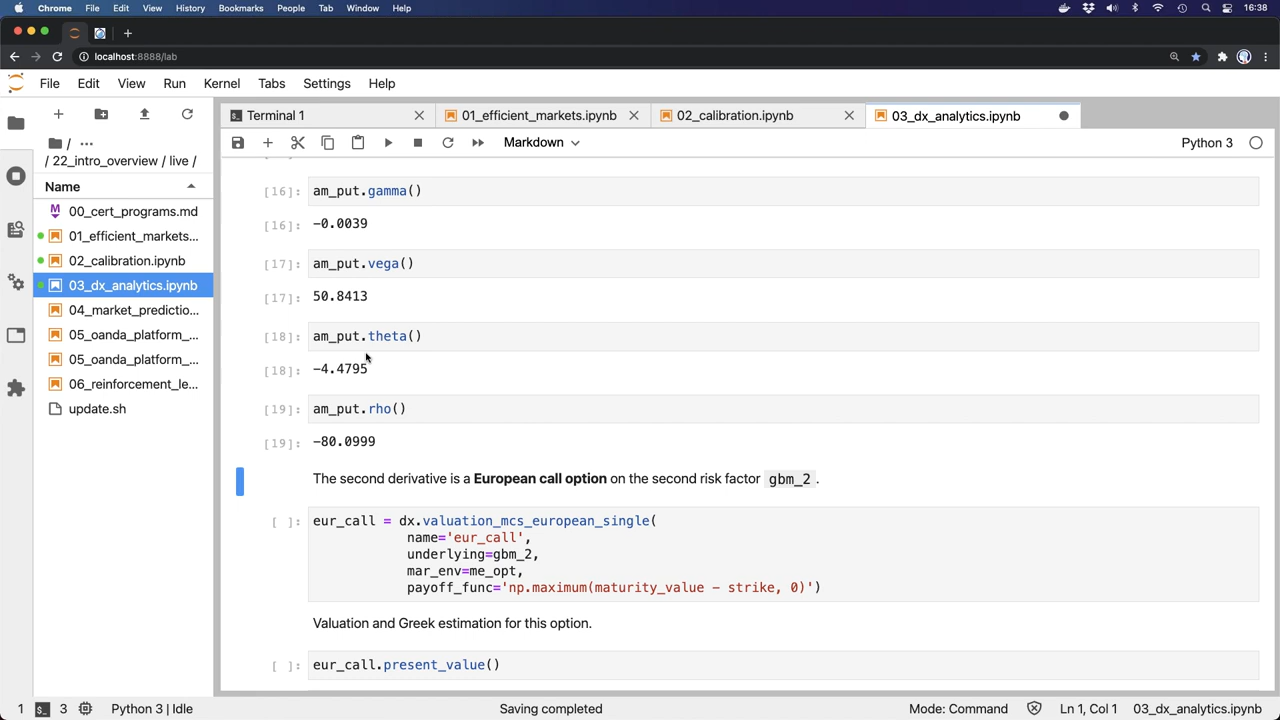 Chrome File Edit View History Bookmarks People Tab Window Help 16:38
localhost:8888/lab
File Edit View Run Kernel Tabs Settings Help
Terminal 1 01_efficient_markets.ipynb 02_calibration.ipynb 03_dx_analytics.ipynb
Markdown Python 3
/ ...
/ 22_intro_overview / live /
Name
00_cert_programs.md
01_efficient_markets...
02_calibration.ipynb
03_dx_analytics.ipynb
04_market_predictio...
05_oanda_platform_...
05_oanda_platform_...
06_reinforcement_le...
update.sh
[16]: am_put.gamma()
[16]: -0.0039
[17]: am_put.vega()
[17]: 50.8413
[18]: am_put.theta()
[18]: -4.4795
[19]: am_put.rho()
[19]: -80.0999
The second derivative is a European call option on the second risk factor gbm_2 .
[ ]: eur_call = dx.valuation_mcs_european_single(
name='eur_call',
underlying=gbm_2,
mar_env=me_opt,
payoff_func='np.maximum(maturity_value - strike, 0)')
Valuation and Greek estimation for this option.
[ ]: eur_call.present_value()
1 3 Python 3 | Idle Saving completed Mode: Command Ln 1, Col 1 03_dx_analytics.ipynb